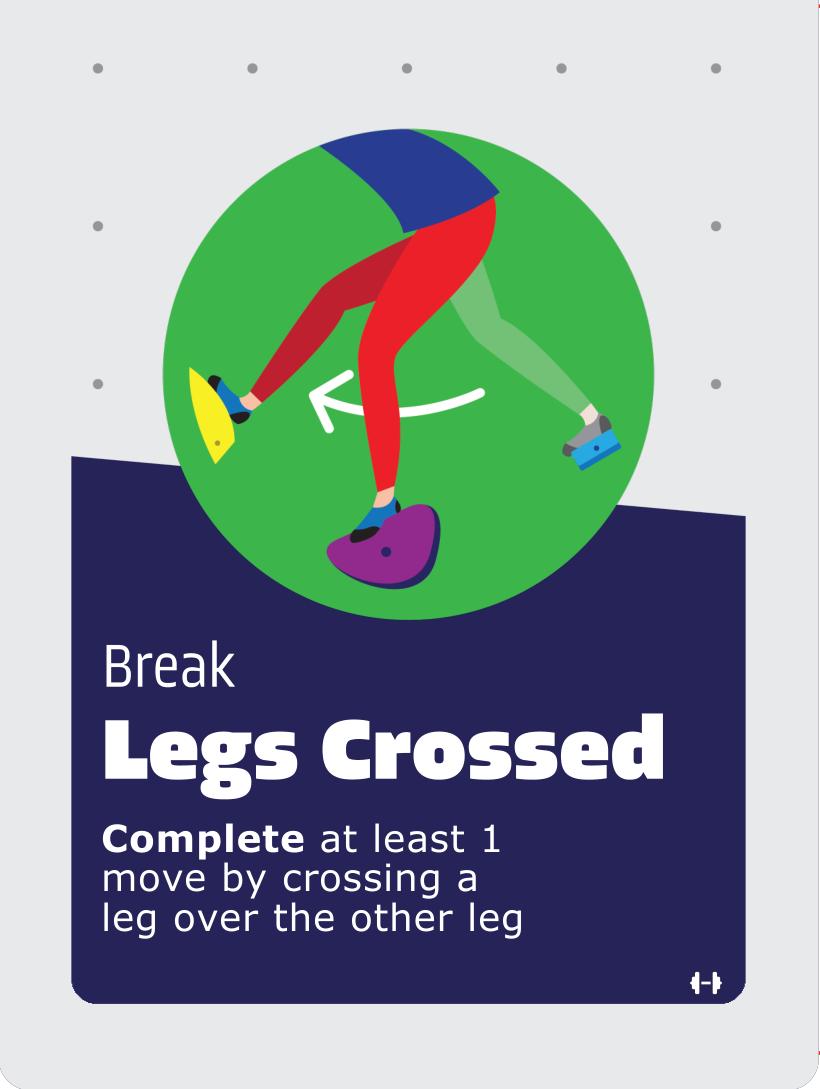 Break
Legs Crossed
Complete at least 1
move by crossing a
leg over the other leg